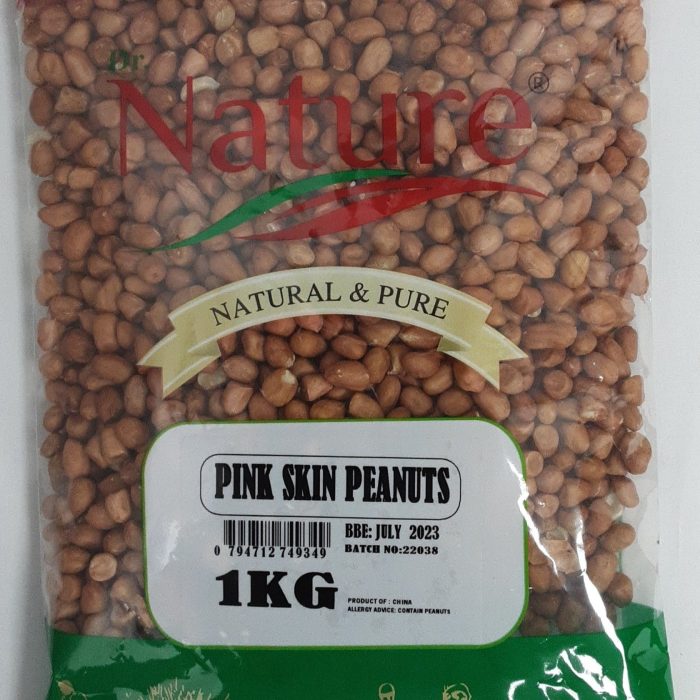 Dr.
Nature®
NATURAL & PURE
PINK SKIN PEANUTS
BBE: JULY 2023
0 794712 749349
BATCH NO:22038
1KG
PRODUCT OF : CHINA
ALLERGY ADVICE: CONTAIN PEANUTS